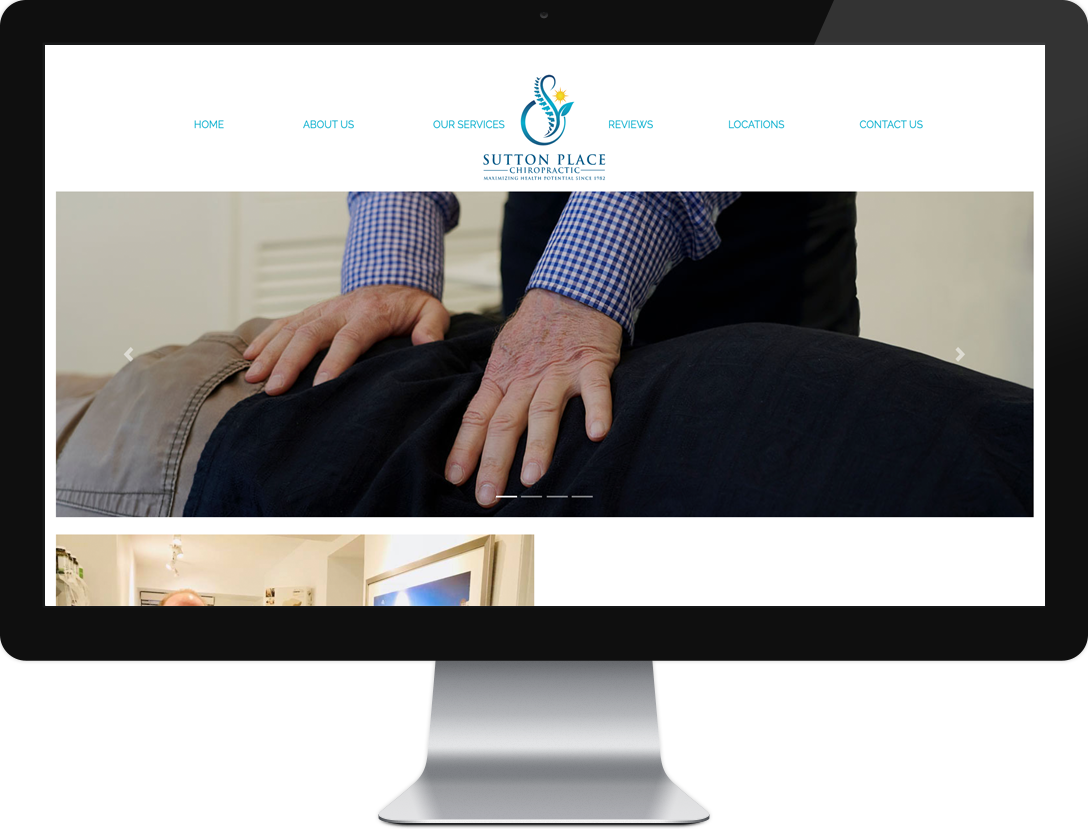 HOME
ABOUT US
OUR SERVICES
REVIEWS
LOCATIONS
CONTACT US
SUTTON PLACE
CHIROPRACTIC
MAXIMIZING HEALTH POTENTIAL SINCE 1982